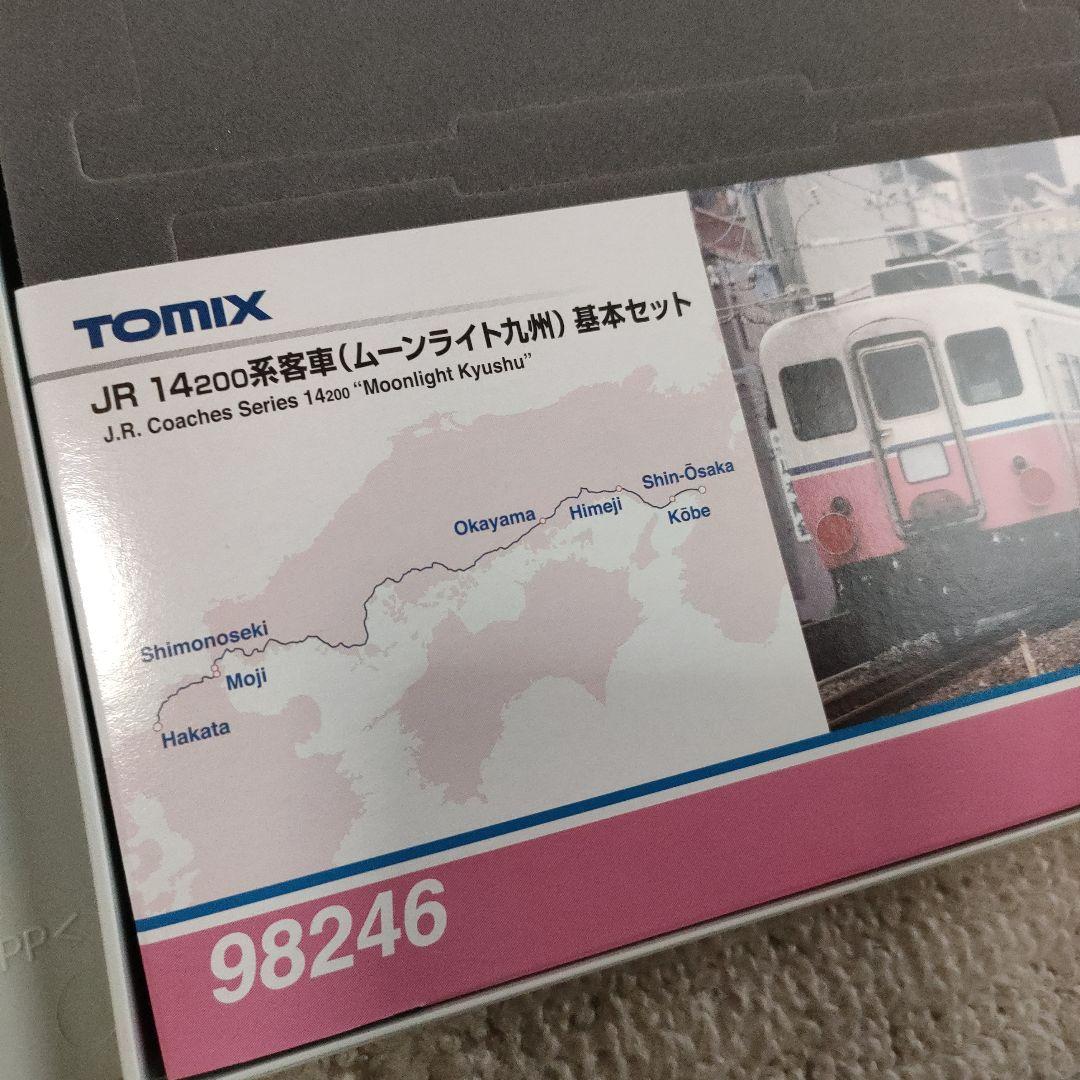 TOMIX
JR 14200系客車(ムーンライト九州) 基本セット
J.R. Coaches Series 14200 “Moonlight Kyushu”
Shin-Ōsaka
Okayama
Himeji
Kōbe
Shimonoseki
Moji
Hakata
98246
PP<